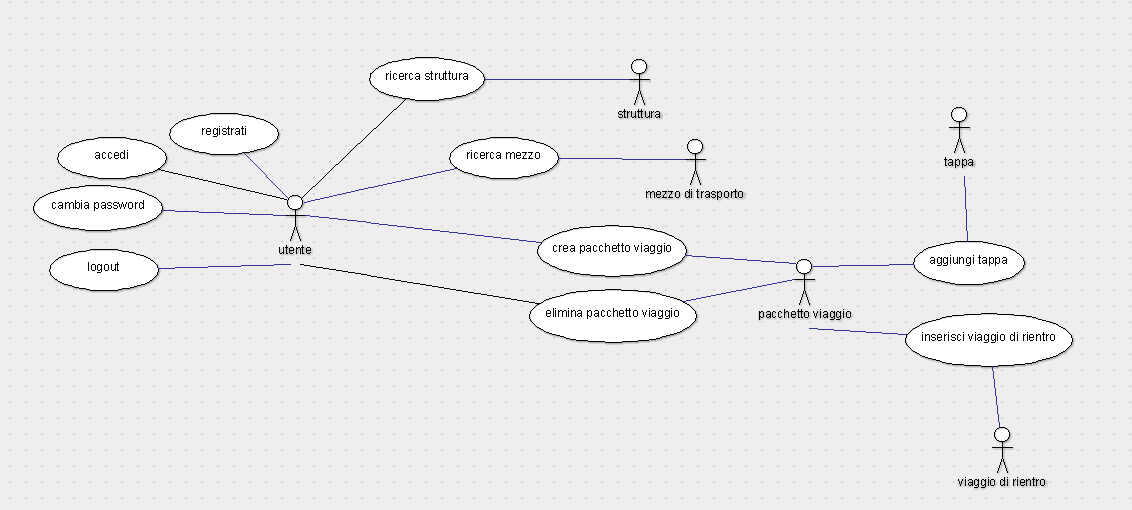 ricerca struttura
struttura
registrati
accedi
ricerca mezzo
mezzo di trasporto
tappa
cambia password
utente
crea pacchetto viaggio
logout
aggiungi tappa
elimina pacchetto viaggio
pacchetto viaggio
inserisci viaggio di rientro
viaggio di rientro